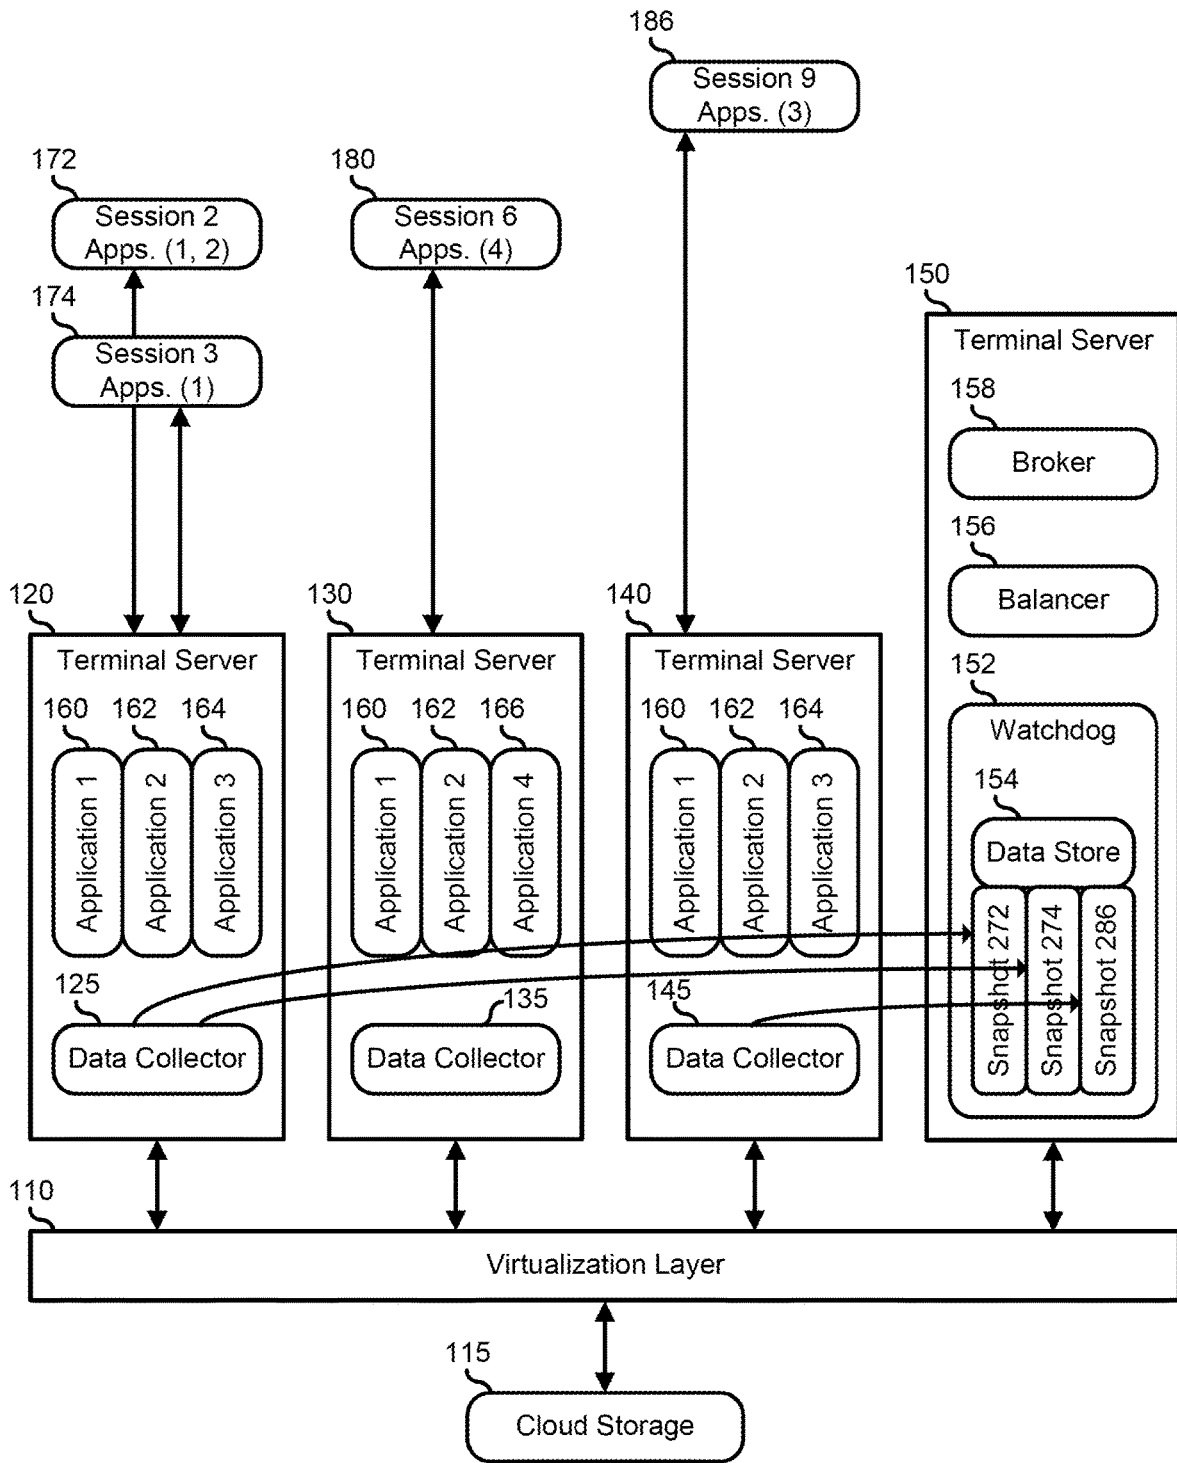 186
Session 9
Apps. (3)
172
Session 2
Apps. (1, 2)
180
Session 6
Apps. (4)
174
Session 3
Apps. (1)
150
Terminal Server
158
Broker
156
Balancer
120
Terminal Server
160
162
164
Application 1
Application 2
Application 3
125
Data Collector
130
Terminal Server
160
162
166
Application 1
Application 2
Application 4
135
Data Collector
140
Terminal Server
160
162
164
Application 1
Application 2
Application 3
145
Data Collector
152
Watchdog
154
Data Store
Snapshot 272
Snapshot 274
Snapshot 286
110
Virtualization Layer
115
Cloud Storage